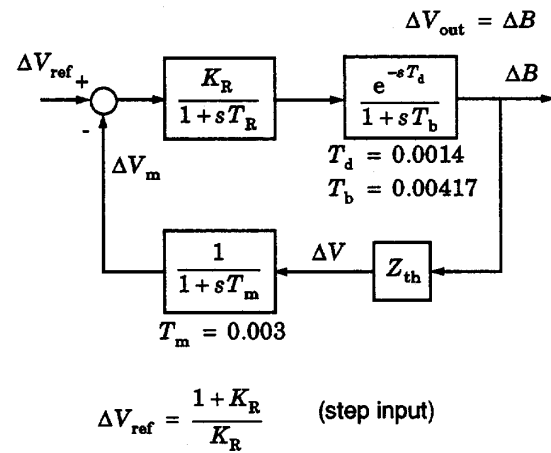 ΔV_out = ΔB
ΔV_ref
+
-
K_R
1 + sT_R
e^{-sT_d}
1 + sT_b
ΔB
T_d = 0.0014
T_b = 0.00417
ΔV_m
1
1 + sT_m
ΔV
Z_th
T_m = 0.003
ΔV_ref = \frac{1 + K_R}{K_R} (step input)